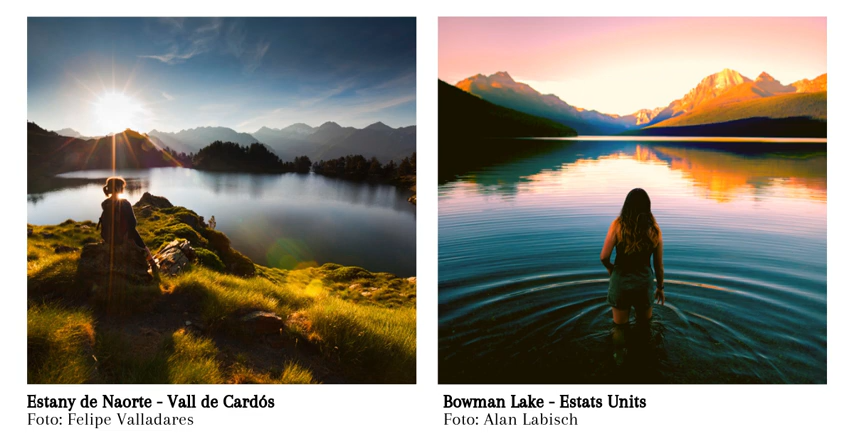 Estany de Naorte - Vall de Cardós
Foto: Felipe Valladares
Bowman Lake - Estats Units
Foto: Alan Labisch